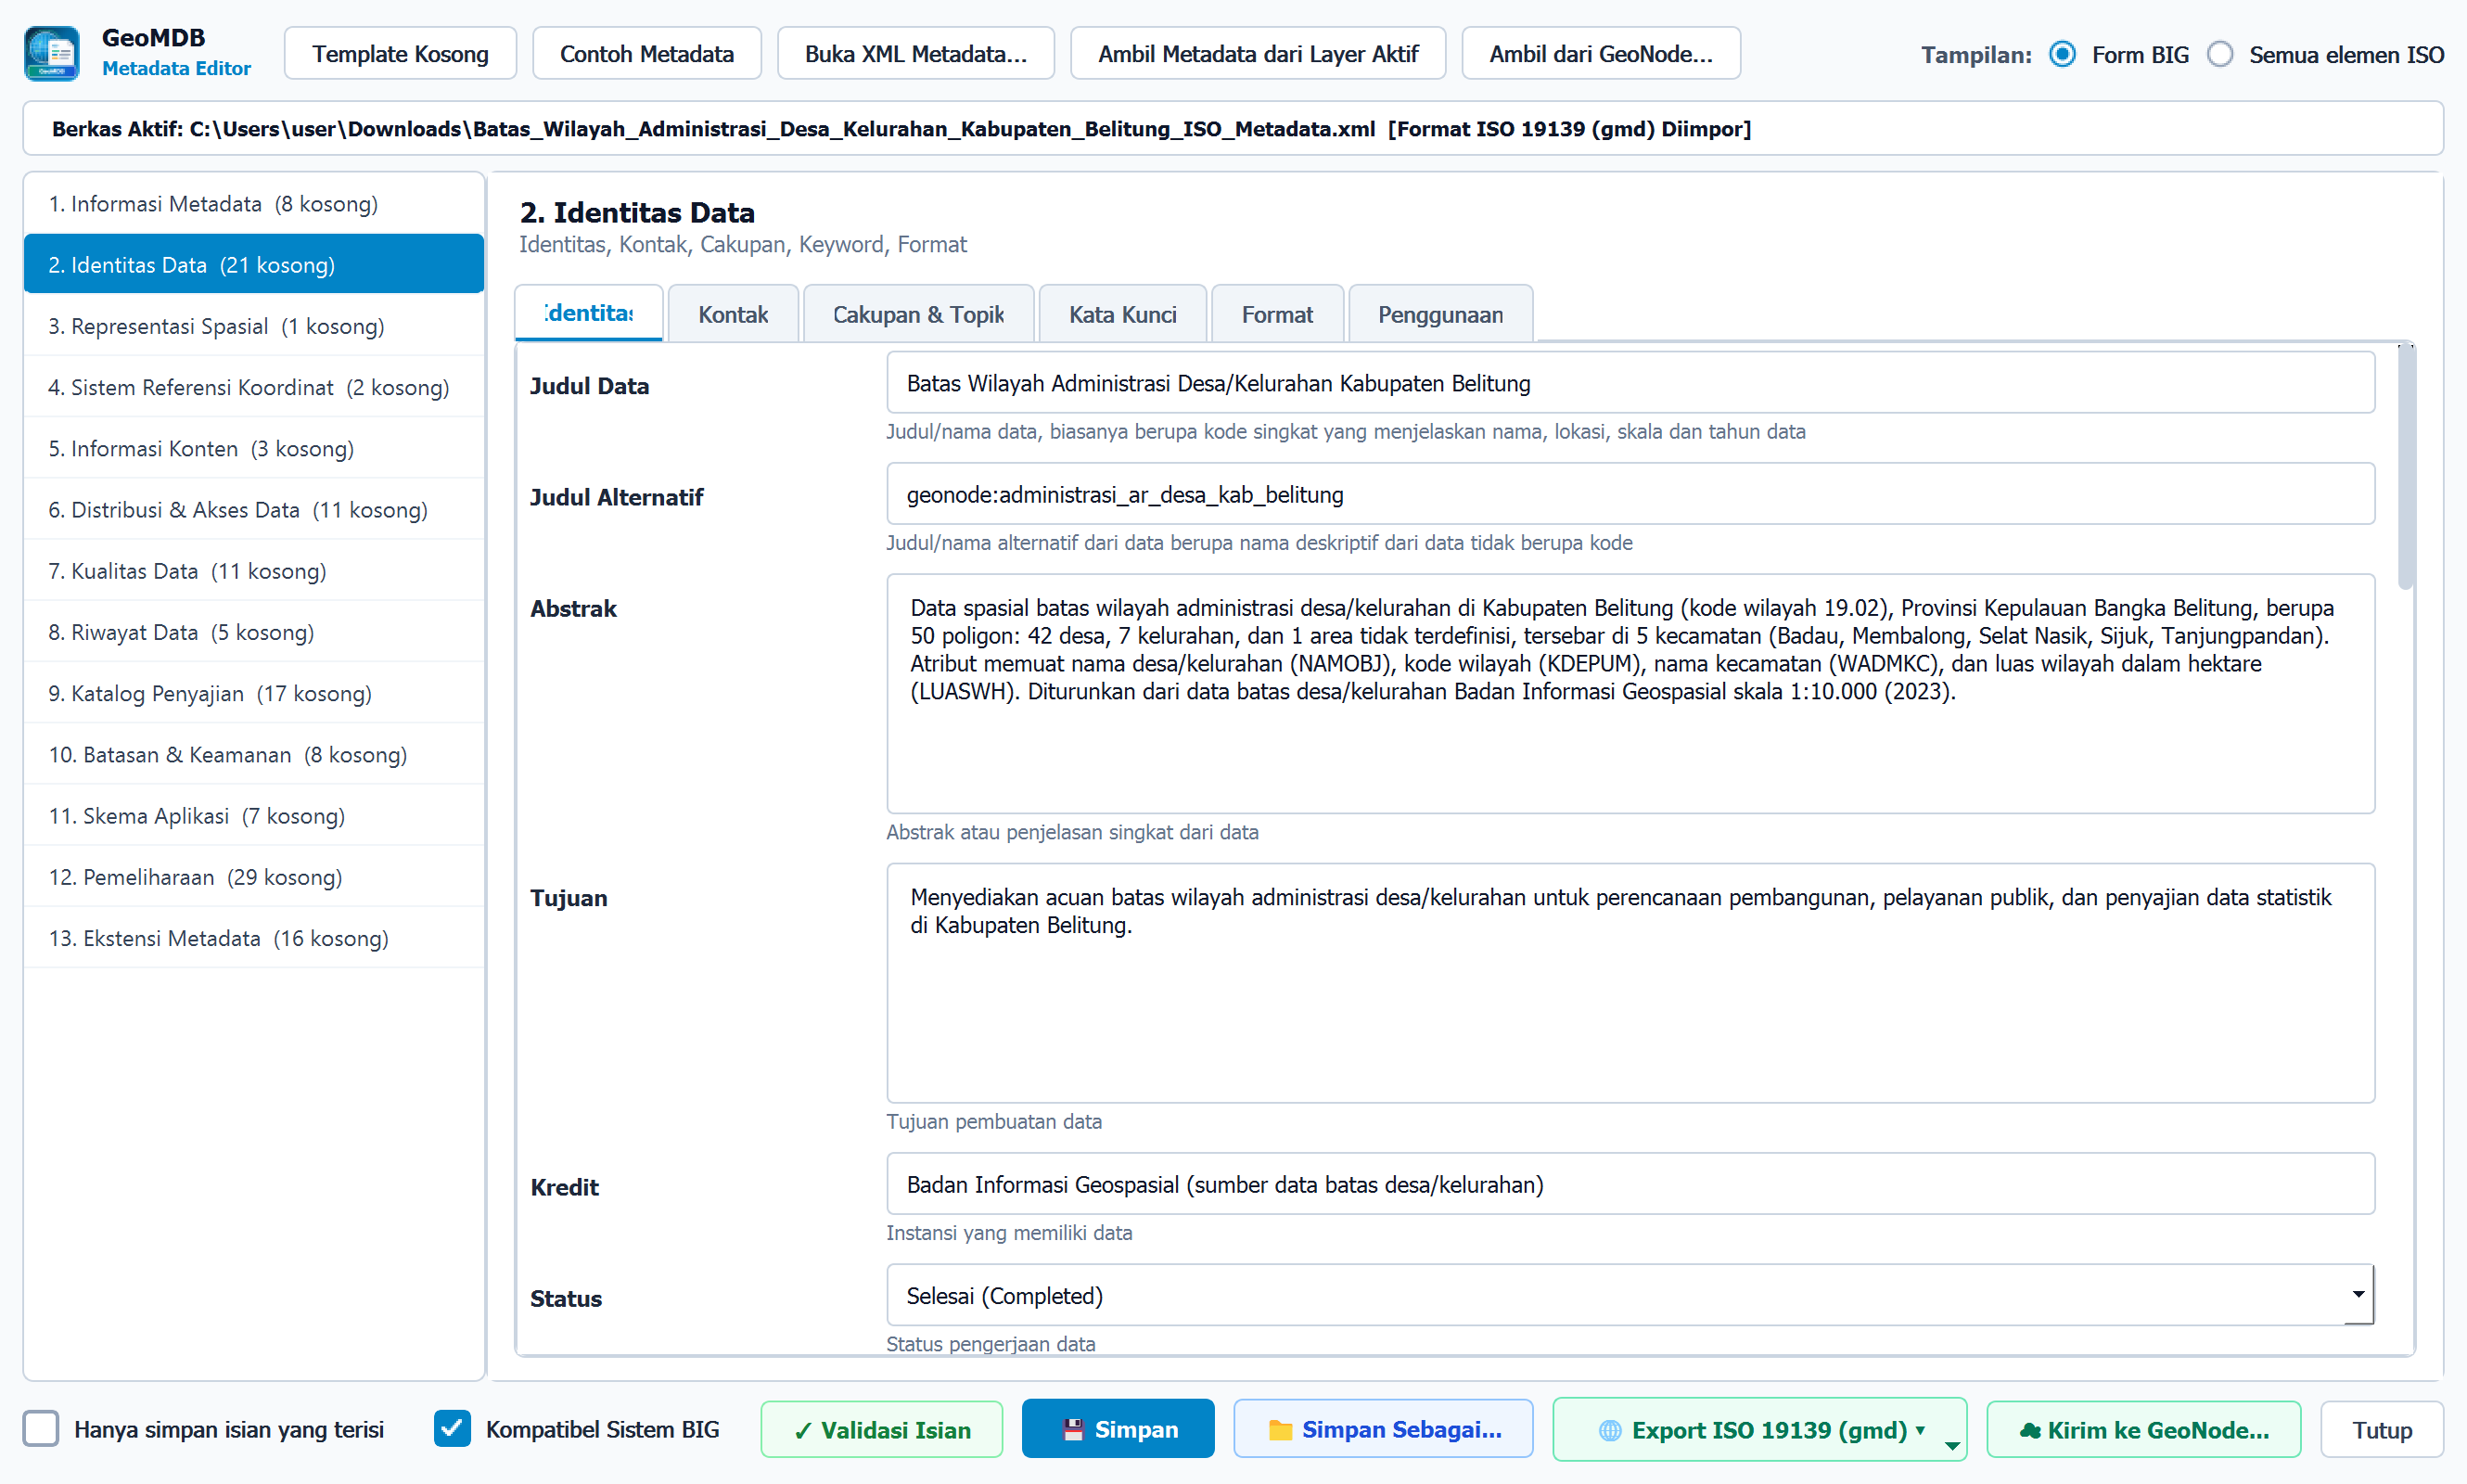 GeoMDB
Metadata Editor
Template Kosong
Contoh Metadata
Buka XML Metadata...
Ambil Metadata dari Layer Aktif
Ambil dari GeoNode...
Tampilan:
Form BIG
Semua elemen ISO
Berkas Aktif: C:\Users\user\Downloads\Batas_Wilayah_Administrasi_Desa_Kelurahan_Kabupaten_Belitung_ISO_Metadata.xml [Format ISO 19139 (gmd) Diimpor]
1. Informasi Metadata (8 kosong)
2. Identitas Data (21 kosong)
3. Representasi Spasial (1 kosong)
4. Sistem Referensi Koordinat (2 kosong)
5. Informasi Konten (3 kosong)
6. Distribusi & Akses Data (11 kosong)
7. Kualitas Data (11 kosong)
8. Riwayat Data (5 kosong)
9. Katalog Penyajian (17 kosong)
10. Batasan & Keamanan (8 kosong)
11. Skema Aplikasi (7 kosong)
12. Pemeliharaan (29 kosong)
13. Ekstensi Metadata (16 kosong)
2. Identitas Data
Identitas, Kontak, Cakupan, Keyword, Format
Identitas
Kontak
Cakupan & Topik
Kata Kunci
Format
Penggunaan
Judul Data
Batas Wilayah Administrasi Desa/Kelurahan Kabupaten Belitung
Judul/nama data, biasanya berupa kode singkat yang menjelaskan nama, lokasi, skala dan tahun data
Judul Alternatif
geonode:administrasi_ar_desa_kab_belitung
Judul/nama alternatif dari data berupa nama deskriptif dari data tidak berupa kode
Abstrak
Data spasial batas wilayah administrasi desa/kelurahan di Kabupaten Belitung (kode wilayah 19.02), Provinsi Kepulauan Bangka Belitung, berupa
50 poligon: 42 desa, 7 kelurahan, dan 1 area tidak terdefinisi, tersebar di 5 kecamatan (Badau, Membalong, Selat Nasik, Sijuk, Tanjungpandan).
Atribut memuat nama desa/kelurahan (NAMOBJ), kode wilayah (KDEPUM), nama kecamatan (WADMKC), dan luas wilayah dalam hektare
(LUASWH). Diturunkan dari data batas desa/kelurahan Badan Informasi Geospasial skala 1:10.000 (2023).
Abstrak atau penjelasan singkat dari data
Tujuan
Menyediakan acuan batas wilayah administrasi desa/kelurahan untuk perencanaan pembangunan, pelayanan publik, dan penyajian data statistik
di Kabupaten Belitung.
Tujuan pembuatan data
Kredit
Badan Informasi Geospasial (sumber data batas desa/kelurahan)
Instansi yang memiliki data
Status
Selesai (Completed)
Status pengerjaan data
Hanya simpan isian yang terisi
Kompatibel Sistem BIG
✓ Validasi Isian
Simpan
Simpan Sebagai...
Export ISO 19139 (gmd) ▾
Kirim ke GeoNode...
Tutup